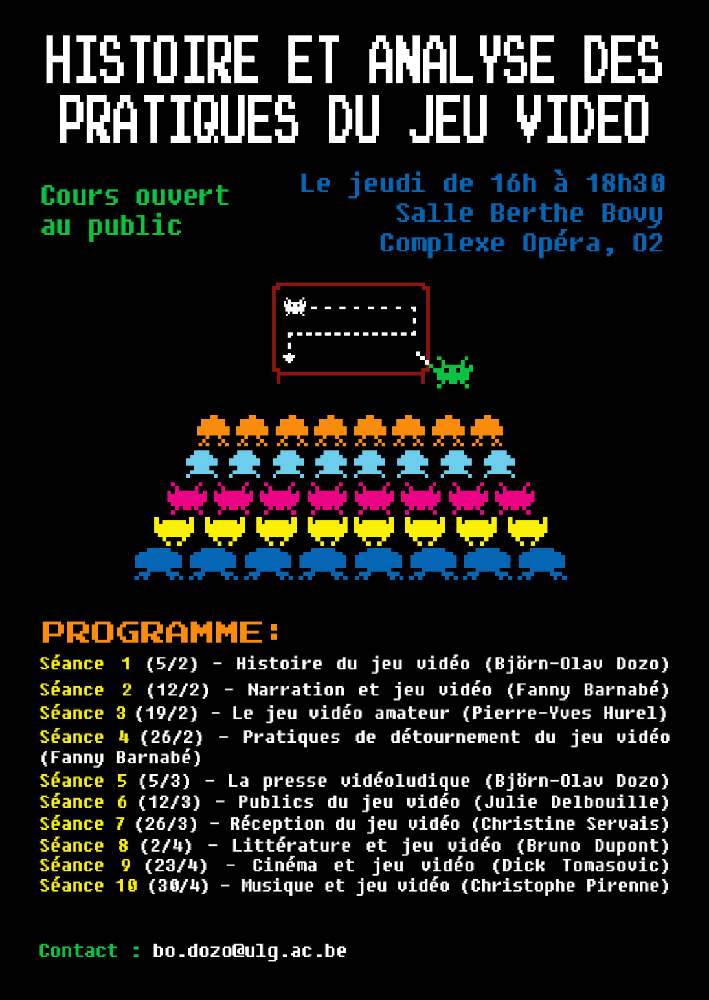 HISTOIRE ET ANALYSE DES
PRATIQUES DU JEU VIDEO
Cours ouvert
au public
Le jeudi de 16h à 18h30
Salle Berthe Bovy
Complexe Opéra, O2
PROGRAMME:
Séance 1 (5/2) - Histoire du jeu vidéo (Björn-Olav Dozo)
Séance 2 (12/2) - Narration et jeu vidéo (Fanny Barnabé)
Séance 3 (19/2) - Le jeu vidéo amateur (Pierre-Yves Hurel)
Séance 4 (26/2) - Pratiques de détournement du jeu vidéo
(Fanny Barnabé)
Séance 5 (5/3) - La presse vidéoludique (Björn-Olav Dozo)
Séance 6 (12/3) - Publics du jeu vidéo (Julie Delbouille)
Séance 7 (26/3) - Réception du jeu vidéo (Christine Servais)
Séance 8 (2/4) - Littérature et jeu vidéo (Bruno Dupont)
Séance 9 (23/4) - Cinéma et jeu vidéo (Dick Tomasovic)
Séance 10 (30/4) - Musique et jeu vidéo (Christophe Pirenne)
Contact : bo.dozo@ulg.ac.be